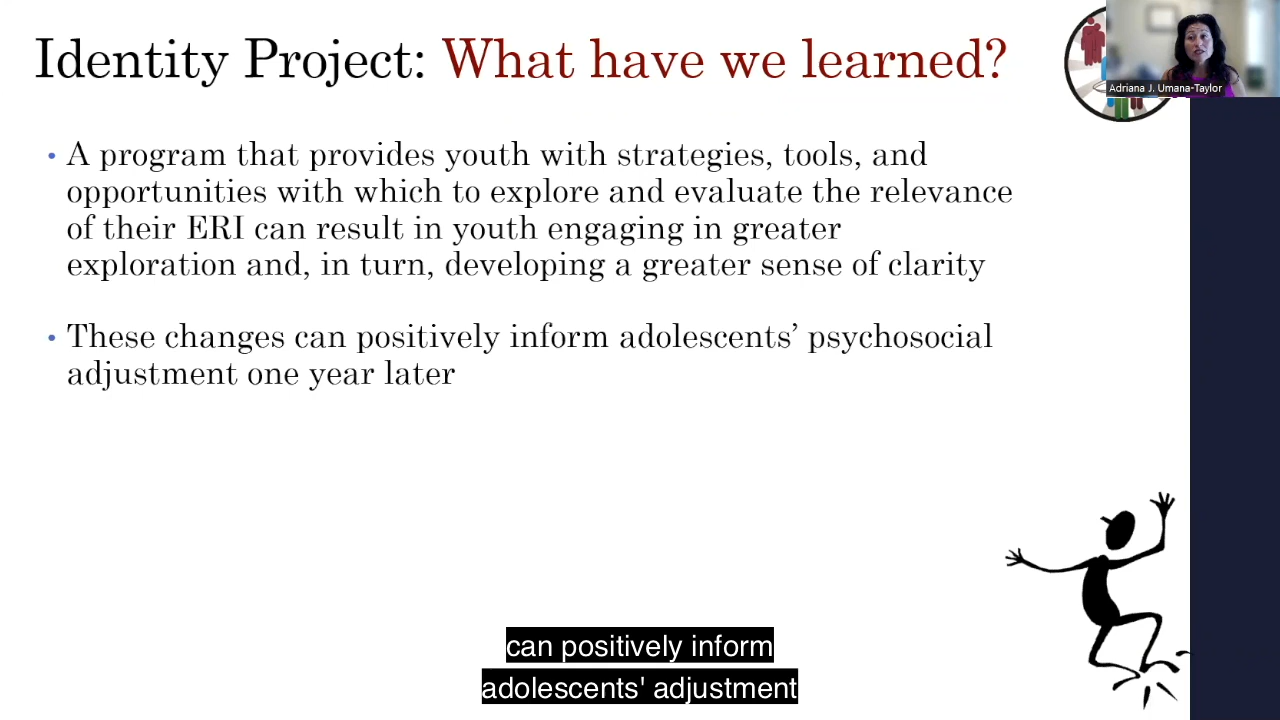 Identity Project: What have we learned?
Adriana J. Umana-Taylor
• A program that provides youth with strategies, tools, and
opportunities with which to explore and evaluate the relevance
of their ERI can result in youth engaging in greater
exploration and, in turn, developing a greater sense of clarity
• These changes can positively inform adolescents’ psychosocial
adjustment one year later
can positively inform
adolescents' adjustment